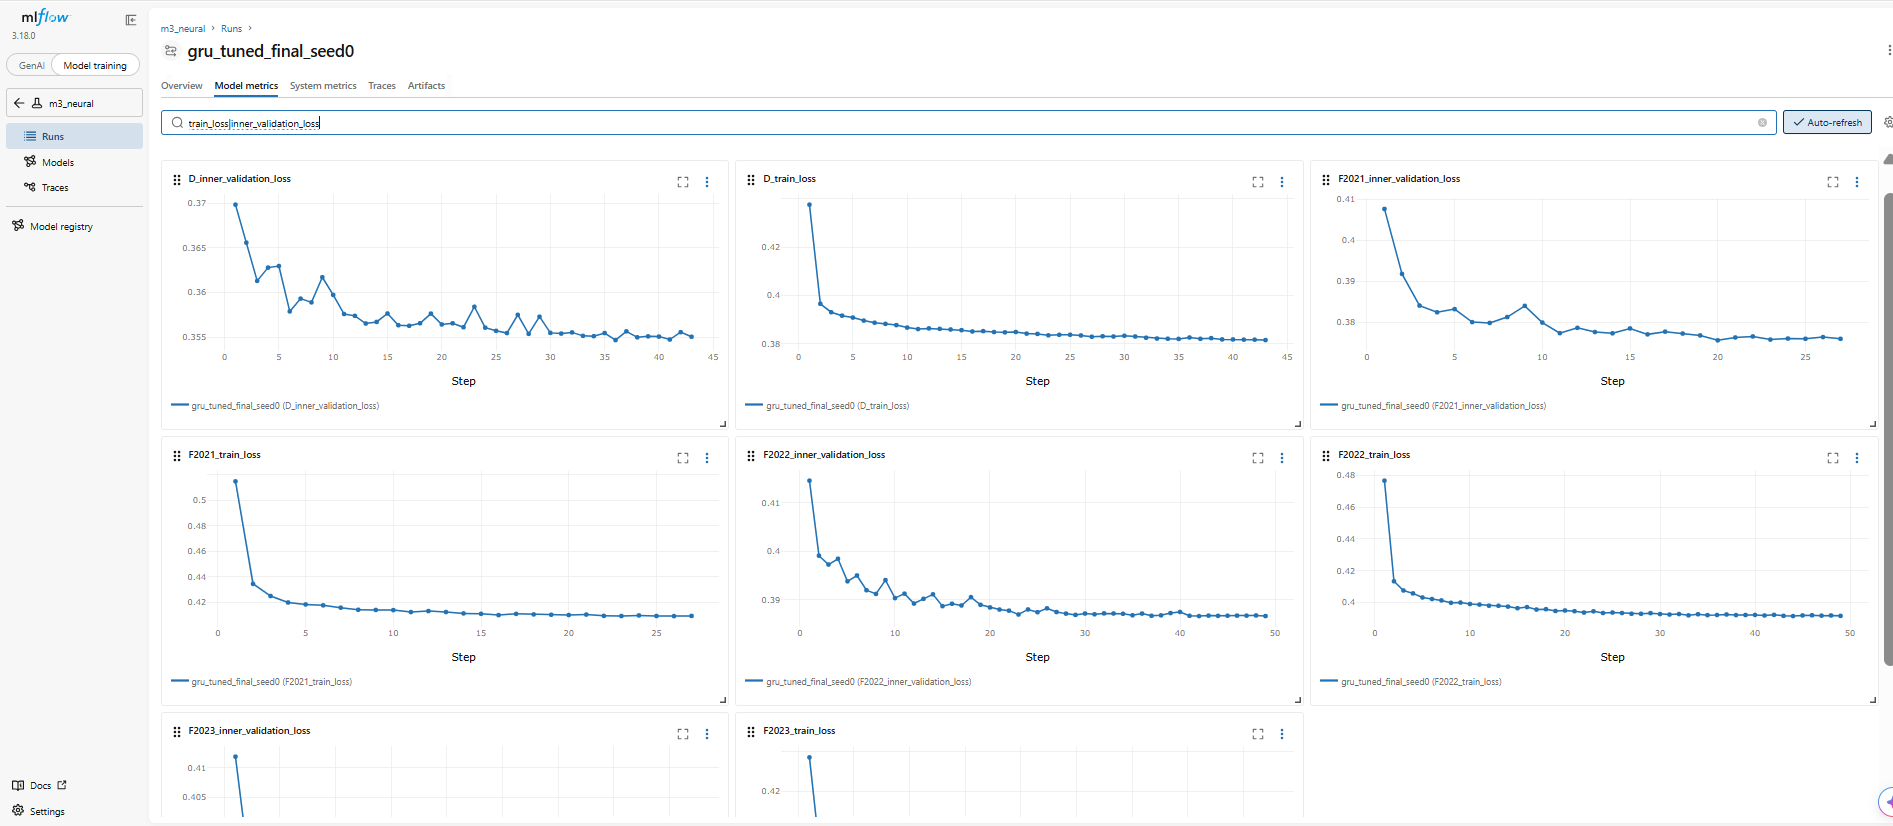 mlflow
3.18.0
GenAI
Model training
m3_neural
Runs
Models
Traces
Model registry
Docs
Settings
m3_neural > Runs >
gru_tuned_final_seed0
Overview Model metrics System metrics Traces Artifacts
train_loss|inner_validation_loss
Auto-refresh
D_inner_validation_loss
0.37
0.365
0.36
0.355
0 5 10 15 20 25 30 35 40 45
Step
gru_tuned_final_seed0 (D_inner_validation_loss)
D_train_loss
0.42
0.4
0.38
0 5 10 15 20 25 30 35 40 45
Step
gru_tuned_final_seed0 (D_train_loss)
F2021_inner_validation_loss
0.41
0.4
0.39
0.38
0 5 10 15 20 25
Step
gru_tuned_final_seed0 (F2021_inner_validation_loss)
F2021_train_loss
0.5
0.48
0.46
0.44
0.42
0 5 10 15 20 25
Step
gru_tuned_final_seed0 (F2021_train_loss)
F2022_inner_validation_loss
0.41
0.4
0.39
0 10 20 30 40 50
Step
gru_tuned_final_seed0 (F2022_inner_validation_loss)
F2022_train_loss
0.48
0.46
0.44
0.42
0.4
0 10 20 30 40 50
Step
gru_tuned_final_seed0 (F2022_train_loss)
F2023_inner_validation_loss
0.41
0.405
F2023_train_loss
0.42